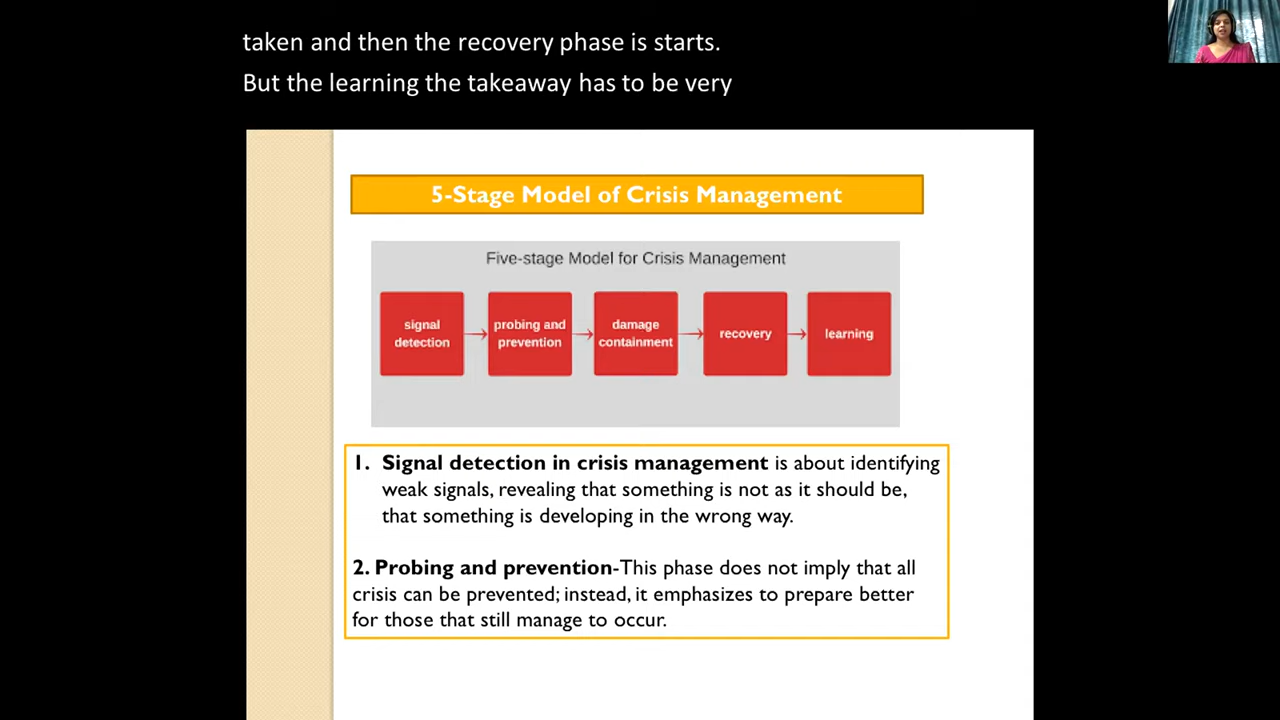 taken and then the recovery phase is starts.
But the learning the takeaway has to be very
5-Stage Model of Crisis Management
Five-stage Model for Crisis Management
signal
detection
probing and
prevention
damage
containment
recovery
learning
1. Signal detection in crisis management is about identifying
weak signals, revealing that something is not as it should be,
that something is developing in the wrong way.
2. Probing and prevention-This phase does not imply that all
crisis can be prevented; instead, it emphasizes to prepare better
for those that still manage to occur.